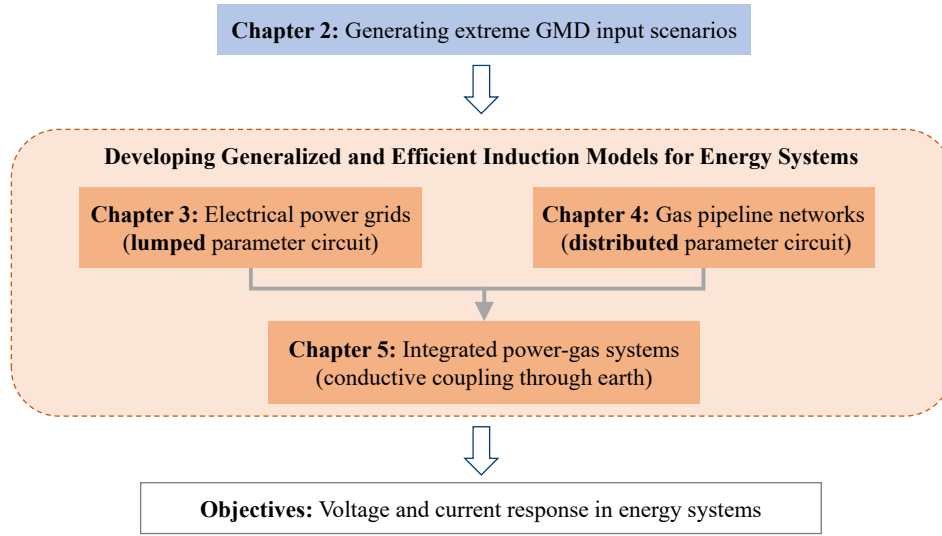 Chapter 2: Generating extreme GMD input scenarios
Developing Generalized and Efficient Induction Models for Energy Systems
Chapter 3: Electrical power grids
(lumped parameter circuit)
Chapter 4: Gas pipeline networks
(distributed parameter circuit)
Chapter 5: Integrated power-gas systems
(conductive coupling through earth)
Objectives: Voltage and current response in energy systems